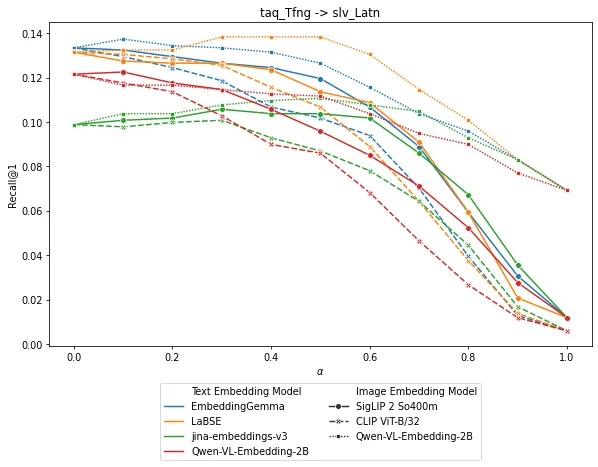 taq_Tfng -> slv_Latn
Recall@1
0.14
0.12
0.10
0.08
0.06
0.04
0.02
0.00
0.0 0.2 0.4 0.6 0.8 1.0
α
Text Embedding Model
EmbeddingGemma
LaBSE
jina-embeddings-v3
Qwen-VL-Embedding-2B
Image Embedding Model
SigLIP 2 So400m
CLIP ViT-B/32
Qwen-VL-Embedding-2B